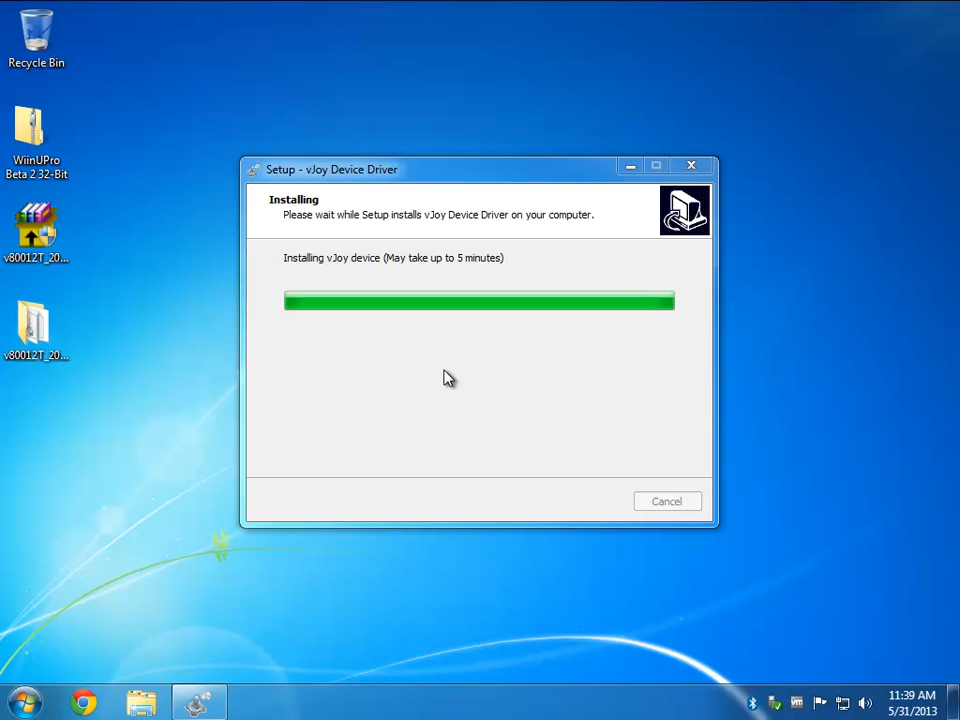 Recycle Bin
WiinUPro
Beta 2 32-Bit
v80012T_20...
v80012T_20...
Setup - vJoy Device Driver
Installing
Please wait while Setup installs vJoy Device Driver on your computer.
Installing vJoy device (May take up to 5 minutes)
Cancel
vm
11:39 AM
5/31/2013